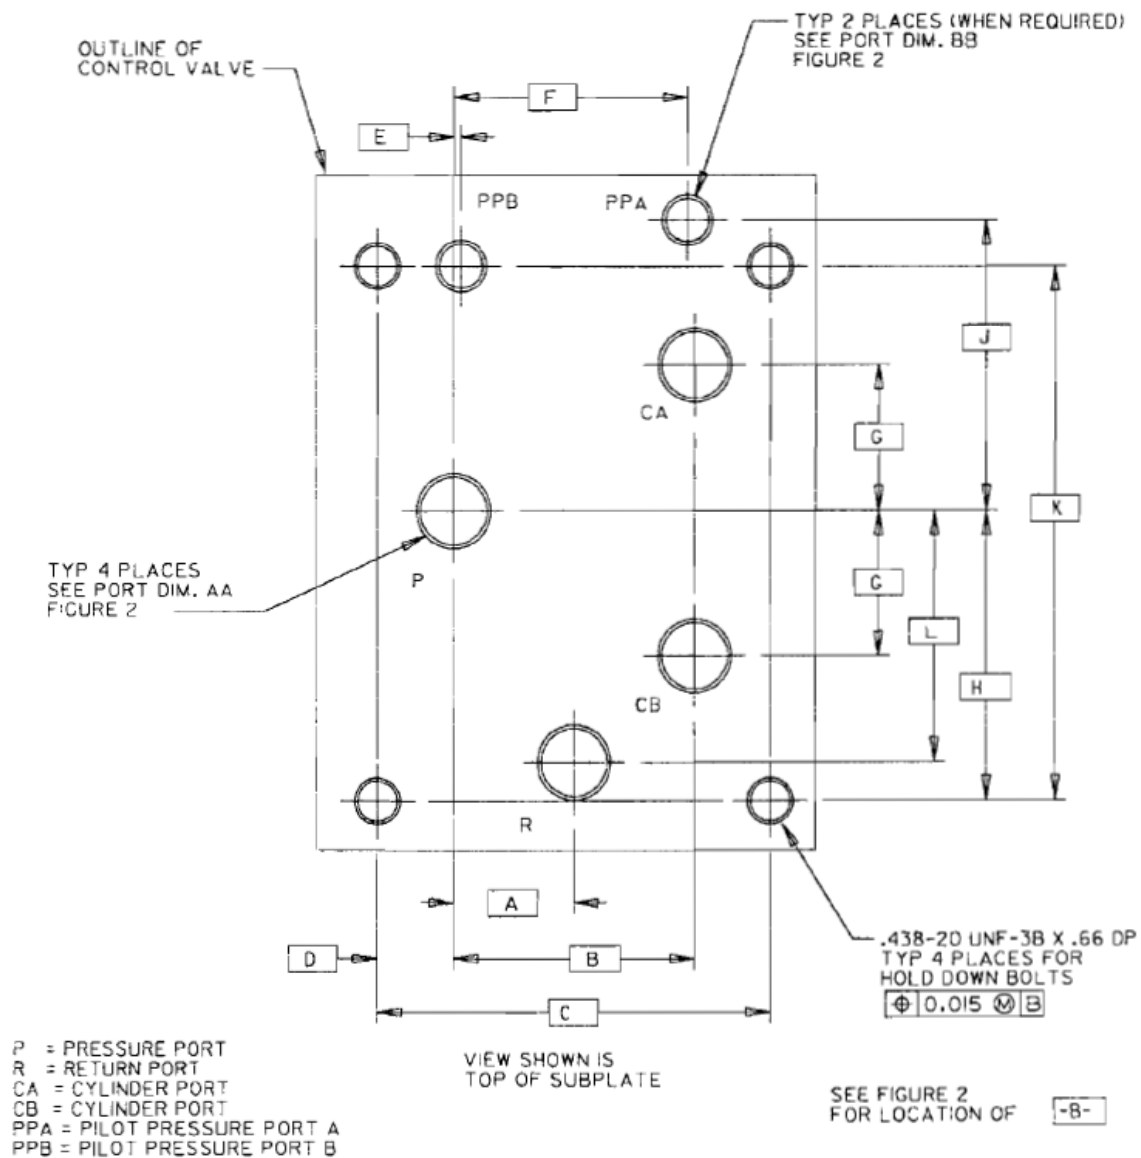 TYP 2 PLACES (WHEN REQUIRED)
SEE PORT DIM. BB
FIGURE 2
OUTLINE OF
CONTROL VALVE
F
E
PPB
PPA
J
CA
G
K
TYP 4 PLACES
SEE PORT DIM. AA
FIGURE 2
P
G
L
H
CB
R
A
D
B
C
.438-20 UNF-3B X .66 DP
TYP 4 PLACES FOR
HOLD DOWN BOLTS
⌖ 0.015 Ⓜ B
P = PRESSURE PORT
R = RETURN PORT
CA = CYLINDER PORT
CB = CYLINDER PORT
PPA = PILOT PRESSURE PORT A
PPB = PILOT PRESSURE PORT B
VIEW SHOWN IS
TOP OF SUBPLATE
SEE FIGURE 2
FOR LOCATION OF -B-